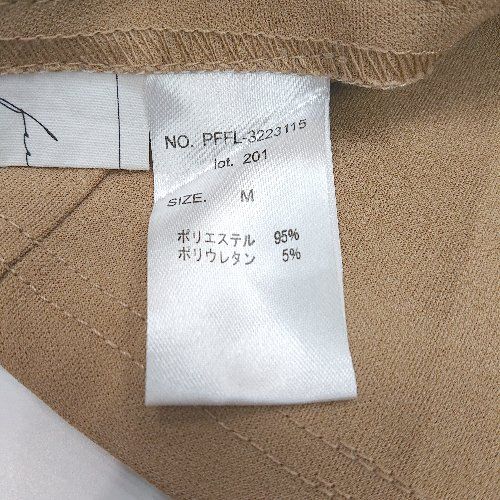 NO. PFFL-3223115
lot. 201
SIZE. M
ポリエステル 95%
ポリウレタン 5%